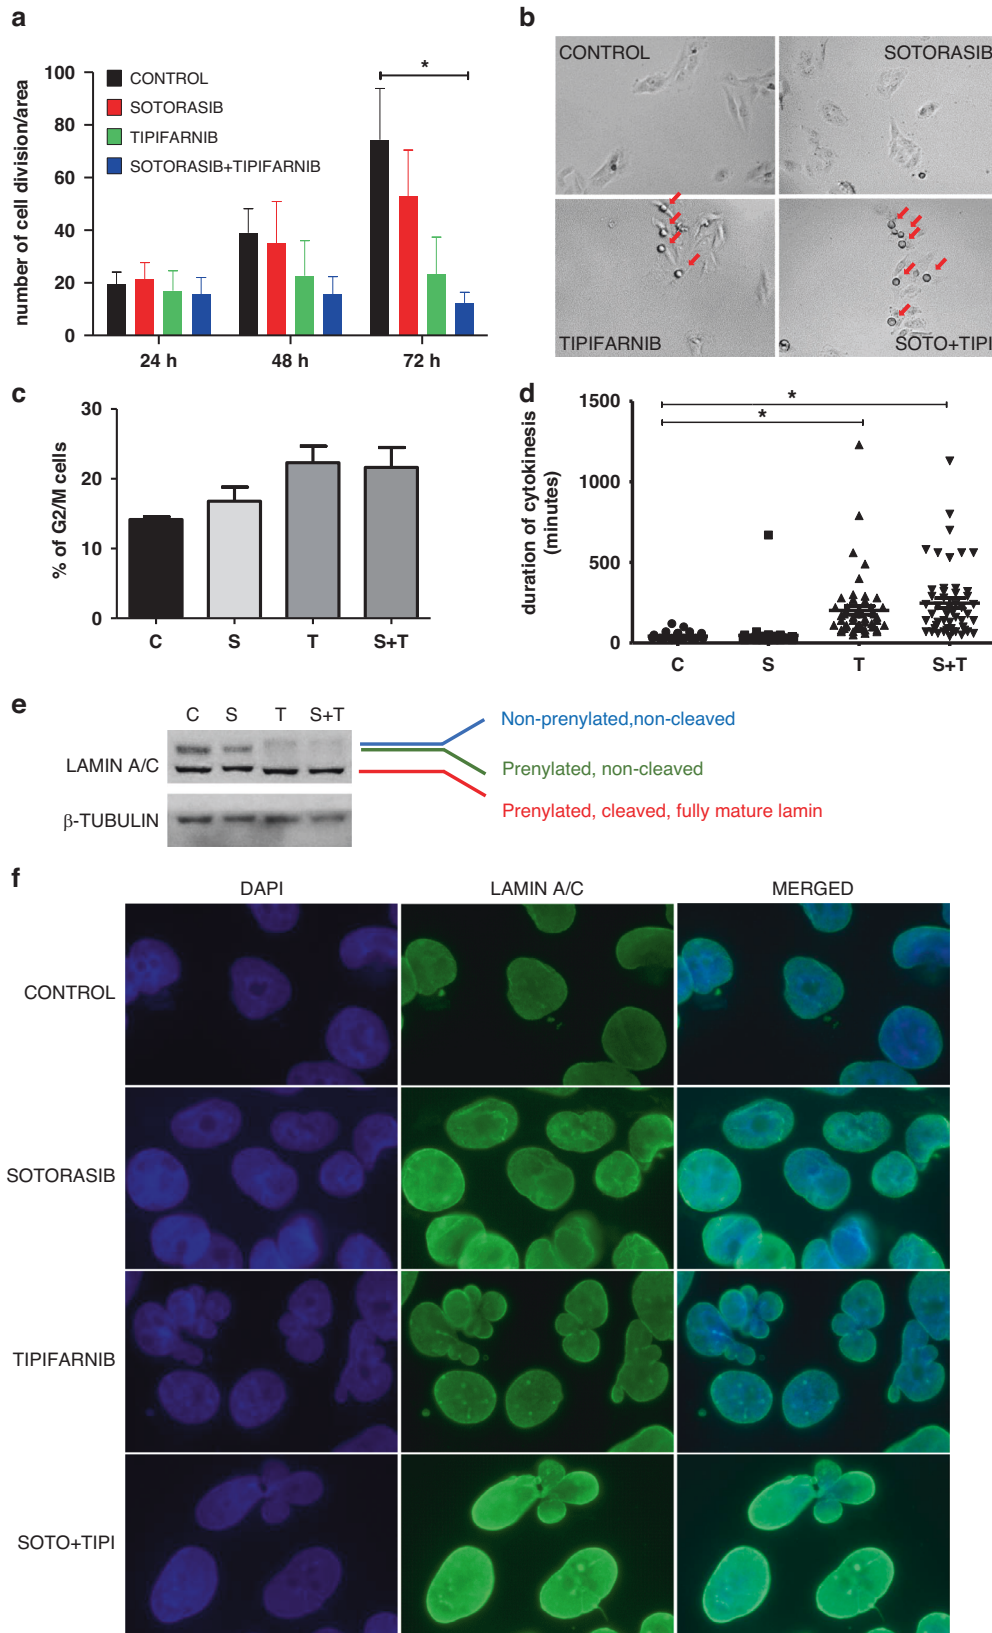 a
number of cell division/area
100
80
60
40
20
0
CONTROL
SOTORASIB
TIPIFARNIB
SOTORASIB+TIPIFARNIB
*
24 h
48 h
72 h
b
CONTROL
SOTORASIB
TIPIFARNIB
SOTO+TIPI
c
% of G2/M cells
30
20
10
0
C
S
T
S+T
d
duration of cytokinesis
(minutes)
1500
1000
500
0
*
*
C
S
T
S+T
e
C S T S+T
LAMIN A/C
β-TUBULIN
Non-prenylated,non-cleaved
Prenylated, non-cleaved
Prenylated, cleaved, fully mature lamin
f
DAPI
LAMIN A/C
MERGED
CONTROL
SOTORASIB
TIPIFARNIB
SOTO+TIPI